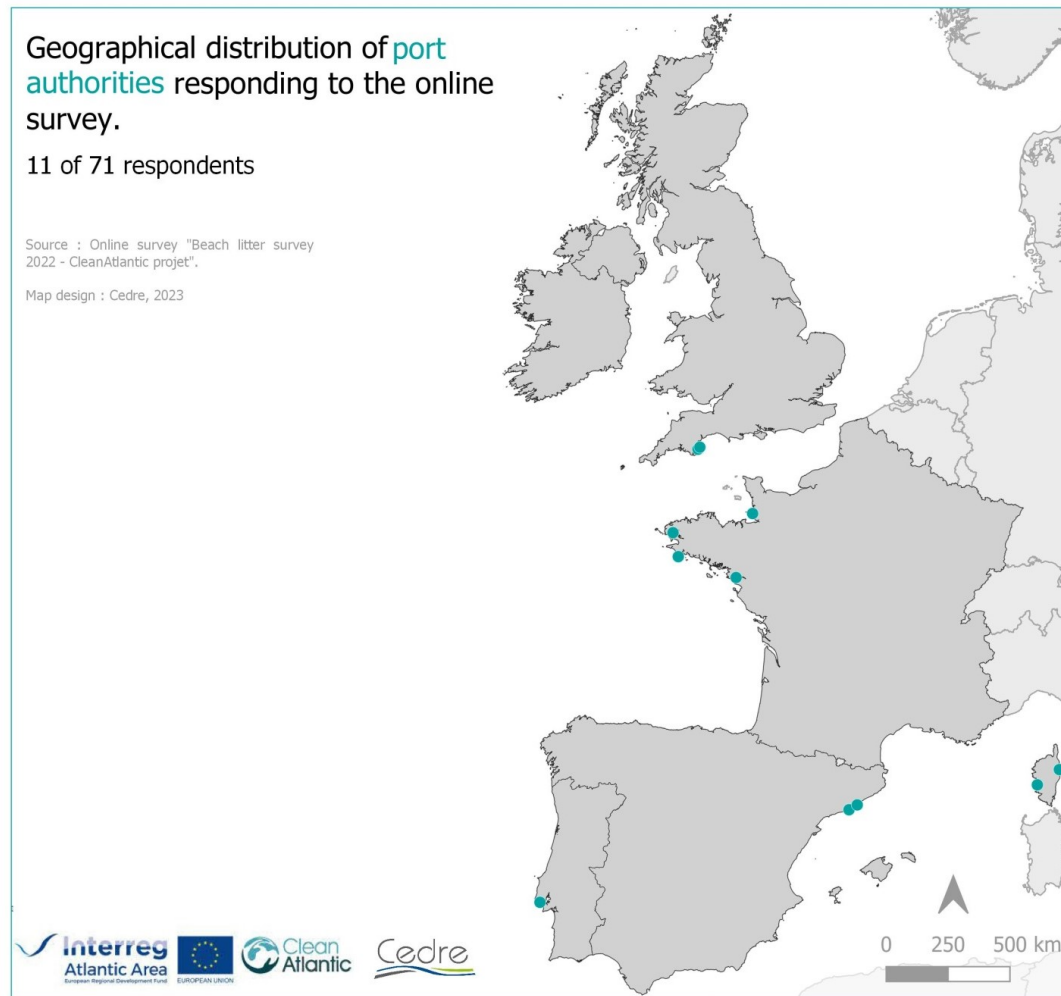 Geographical distribution of port
authorities responding to the online
survey.
11 of 71 respondents
Source : Online survey "Beach litter survey
2022 - CleanAtlantic projet".
Map design : Cedre, 2023
Interreg
Atlantic Area
European Regional Development Fund
EUROPEAN UNION
Clean
Atlantic
Cedre
0 250 500 km